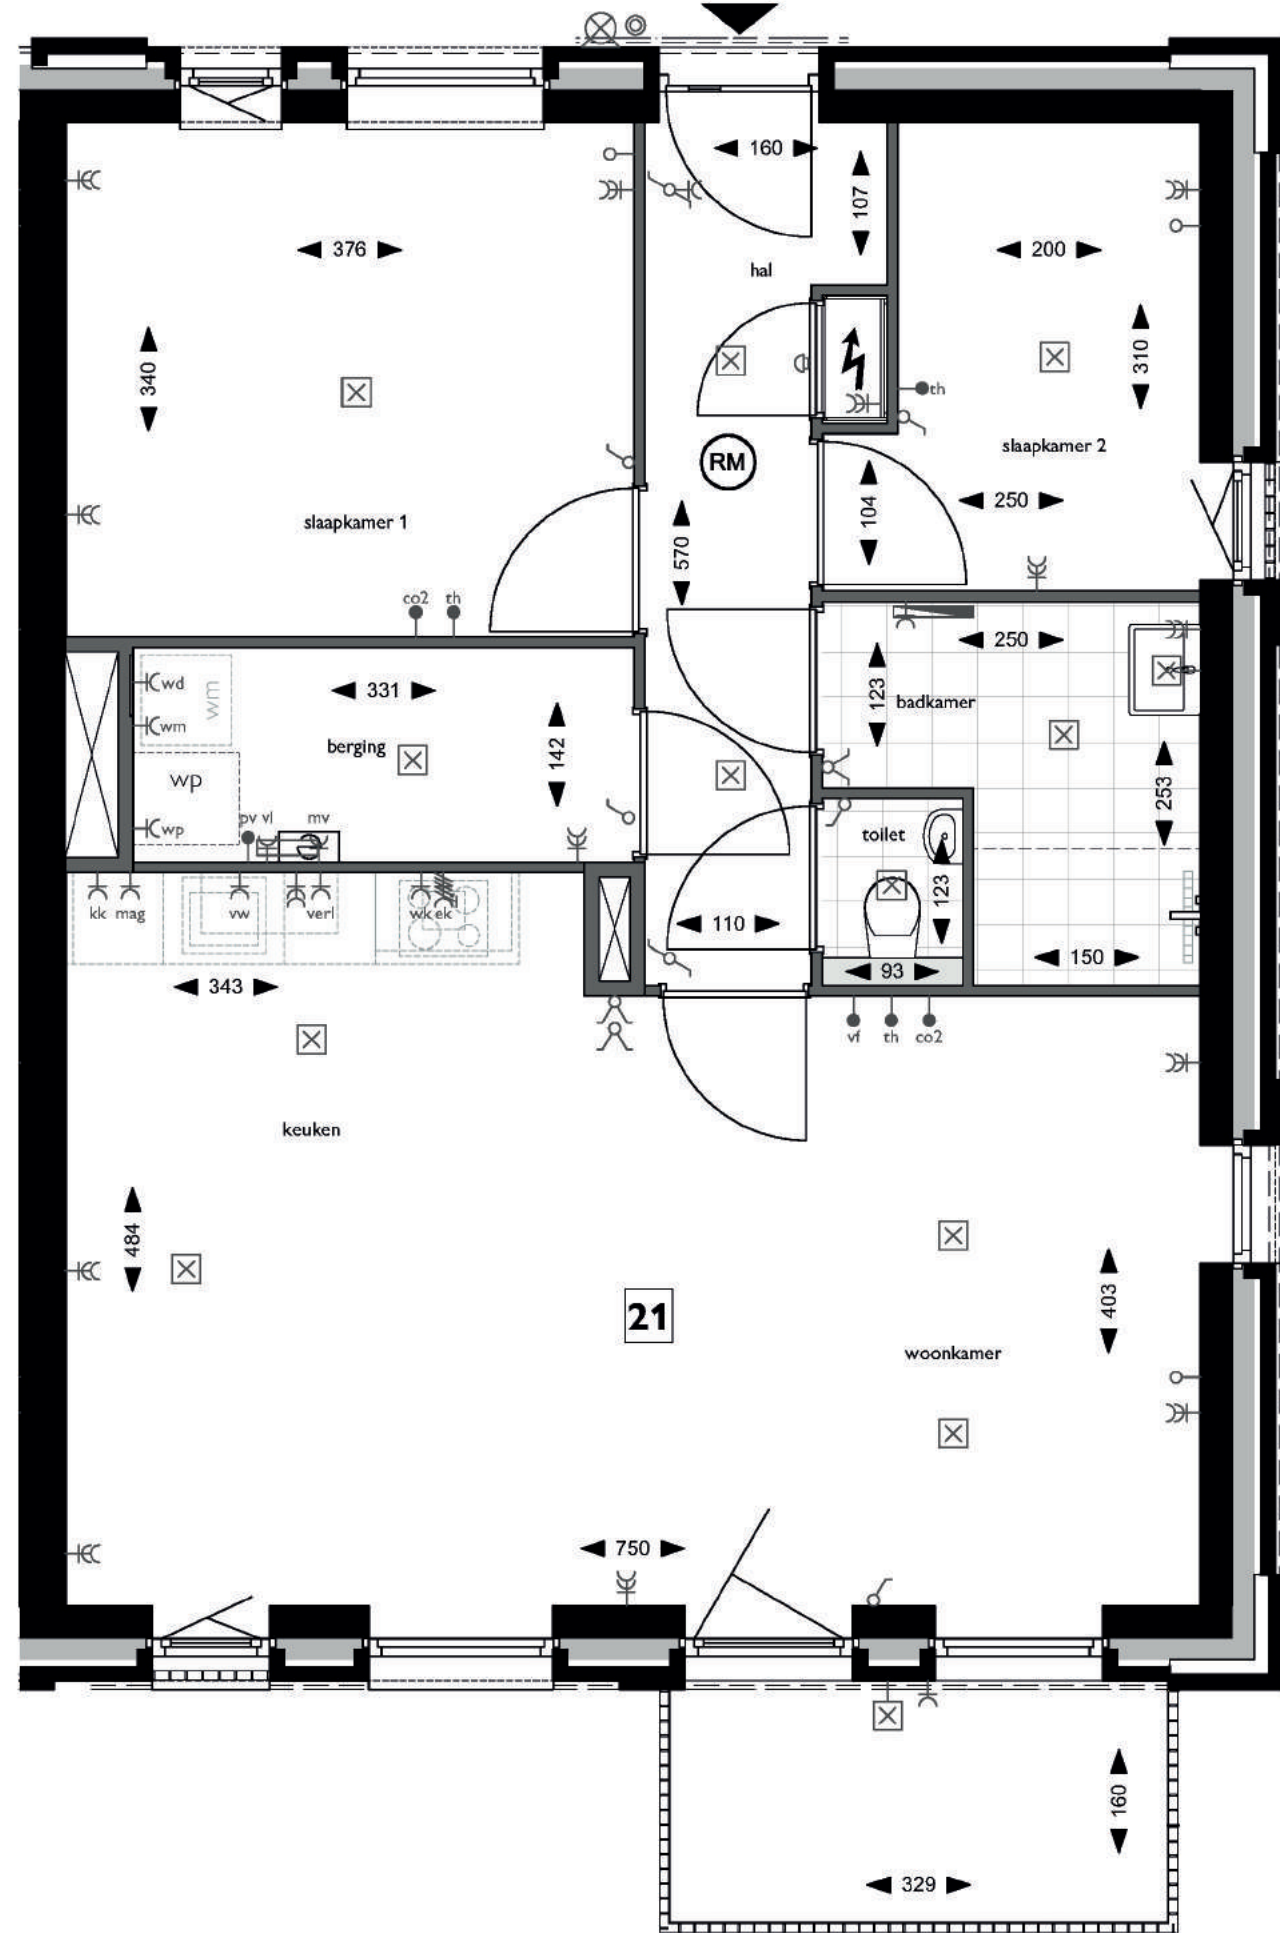 160
107
376
200
hal
310
340
th
RM
slaapkamer 2
250
104
slaapkamer 1
570
co2 th
250
wd
wm
331
123
badkamer
wm
berging
142
wp
253
wp
pv vl
mv
toilet
123
kk mag
vw
verl
wk ek
110
93
150
343
vf th co2
keuken
484
403
21
woonkamer
750
160
329